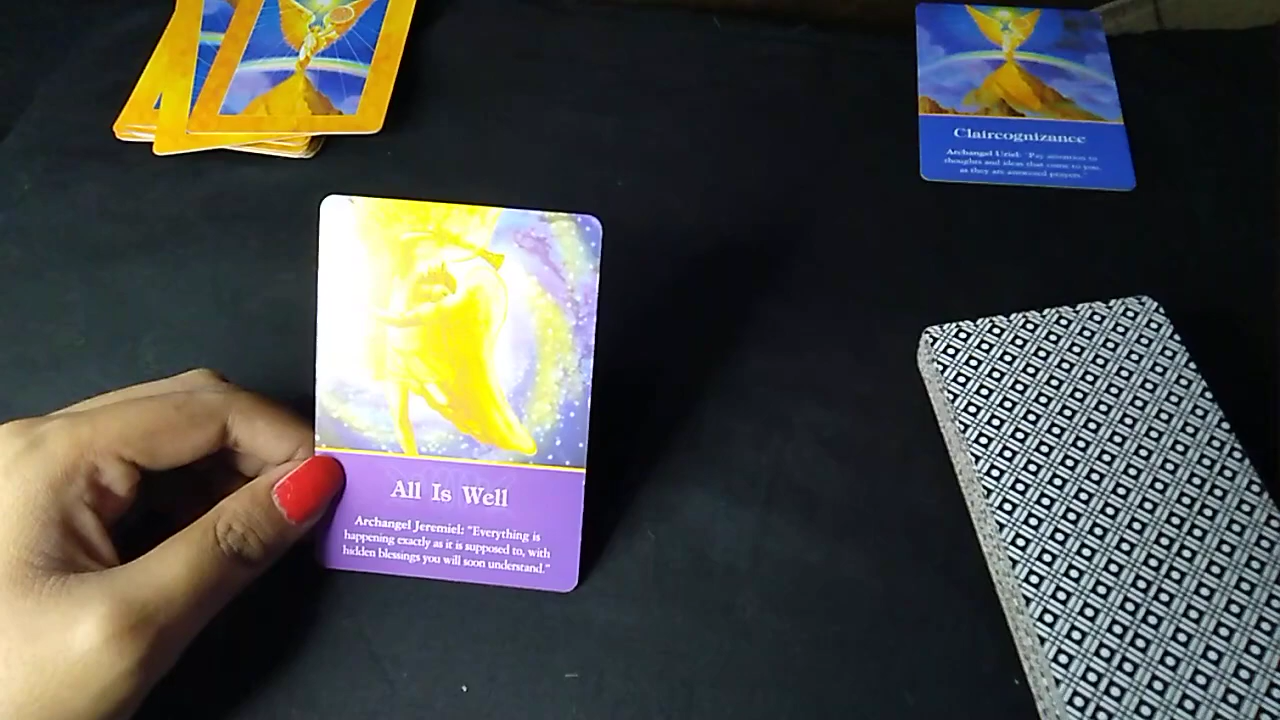 Claircognizance
Archangel Uriel: "Pay attention to
thoughts and ideas that come to you,
as they are answered prayers."
All Is Well
Archangel Jeremiel: "Everything is
happening exactly as it is supposed to, with
hidden blessings you will soon understand."